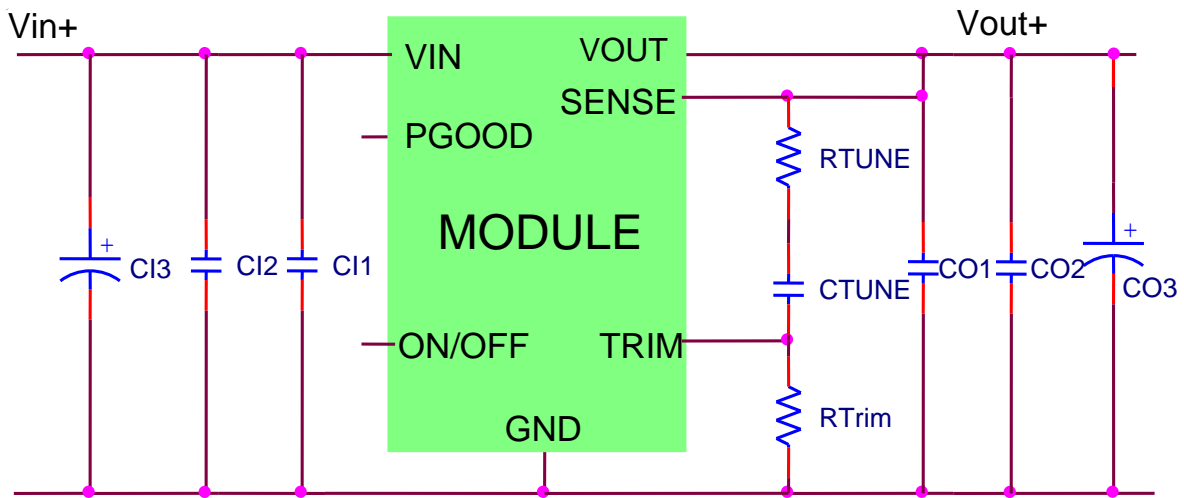 Vin+
Vout+
VIN
VOUT
SENSE
PGOOD
RTUNE
MODULE
+
CI3
CI2
CI1
CTUNE
CO1
CO2
+
CO3
ON/OFF
TRIM
RTrim
GND